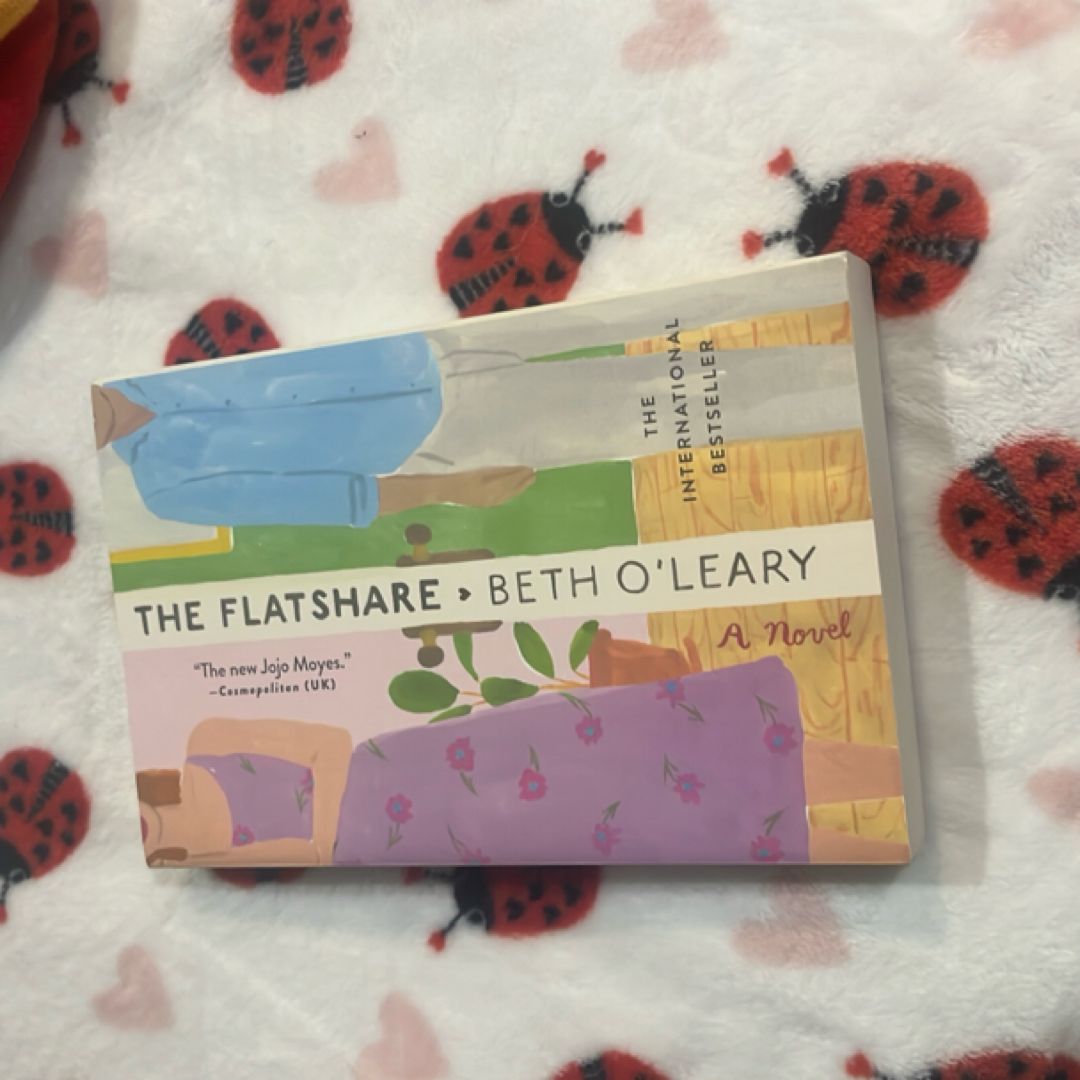 THE
INTERNATIONAL
BESTSELLER
THE FLATSHARE BETH O'LEARY
A Novel
“The new Jojo Moyes.”
—Cosmopolitan (UK)